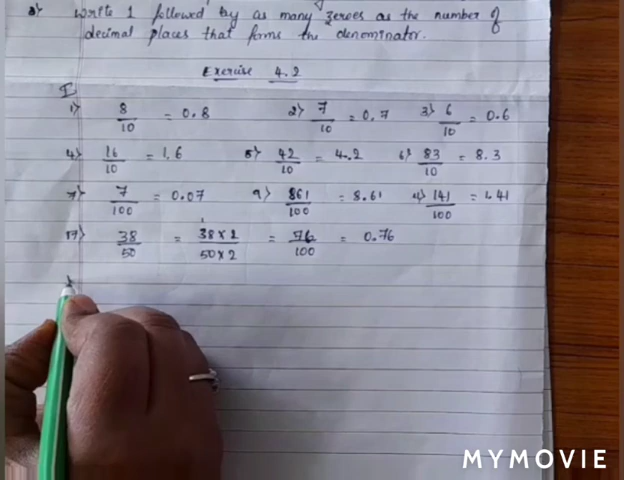 3) Write 1 followed by as many zeroes as the number of
decimal places that forms the denominator.
Exercise 4.2
I
1) 8/10 = 0.8 2) 7/10 = 0.7 3) 6/10 = 0.6
4) 16/10 = 1.6 5) 42/10 = 4.2 6) 83/10 = 8.3
7) 7/100 = 0.07 9) 861/100 = 8.61 11) 141/100 = 1.41
17) 38/50 = 38×2/50×2 = 76/100 = 0.76
MYMOVIE